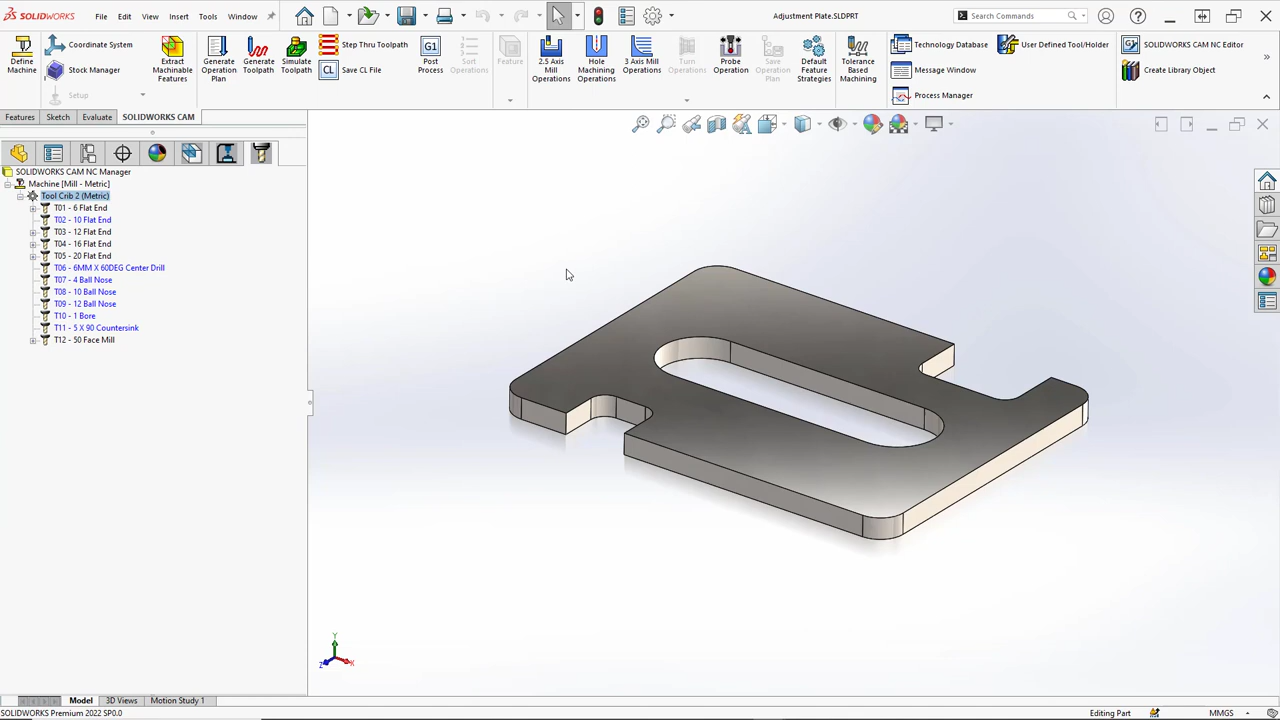 SOLIDWORKS File Edit View Insert Tools Window Adjustment Plate.SLDPRT Search Commands
Define Machine
Coordinate System
Stock Manager
Setup
Extract Machinable Features
Generate Operation Plan
Generate Toolpath
Simulate Toolpath
Step Thru Toolpath
CL Save CL File
G1 Post Process
Sort Operations
Feature
2.5 Axis Mill Operations
Hole Machining Operations
3 Axis Mill Operations
Turn Operations
Probe Operation
Save Operation Plan
Default Feature Strategies
Tolerance Based Machining
Technology Database
Message Window
Process Manager
User Defined Tool/Holder
SOLIDWORKS CAM NC Editor
Create Library Object
Features Sketch Evaluate SOLIDWORKS CAM
SOLIDWORKS CAM NC Manager
Machine [Mill - Metric]
Tool Crib 2 (Metric)
T01 - 6 Flat End
T02 - 10 Flat End
T03 - 12 Flat End
T04 - 16 Flat End
T05 - 20 Flat End
T06 - 6MM X 60DEG Center Drill
T07 - 4 Ball Nose
T08 - 10 Ball Nose
T09 - 12 Ball Nose
T10 - 1 Bore
T11 - 5 X 90 Countersink
T12 - 50 Face Mill
Y
Z X
Model 3D Views Motion Study 1
SOLIDWORKS Premium 2022 SP0.0 Editing Part MMGS